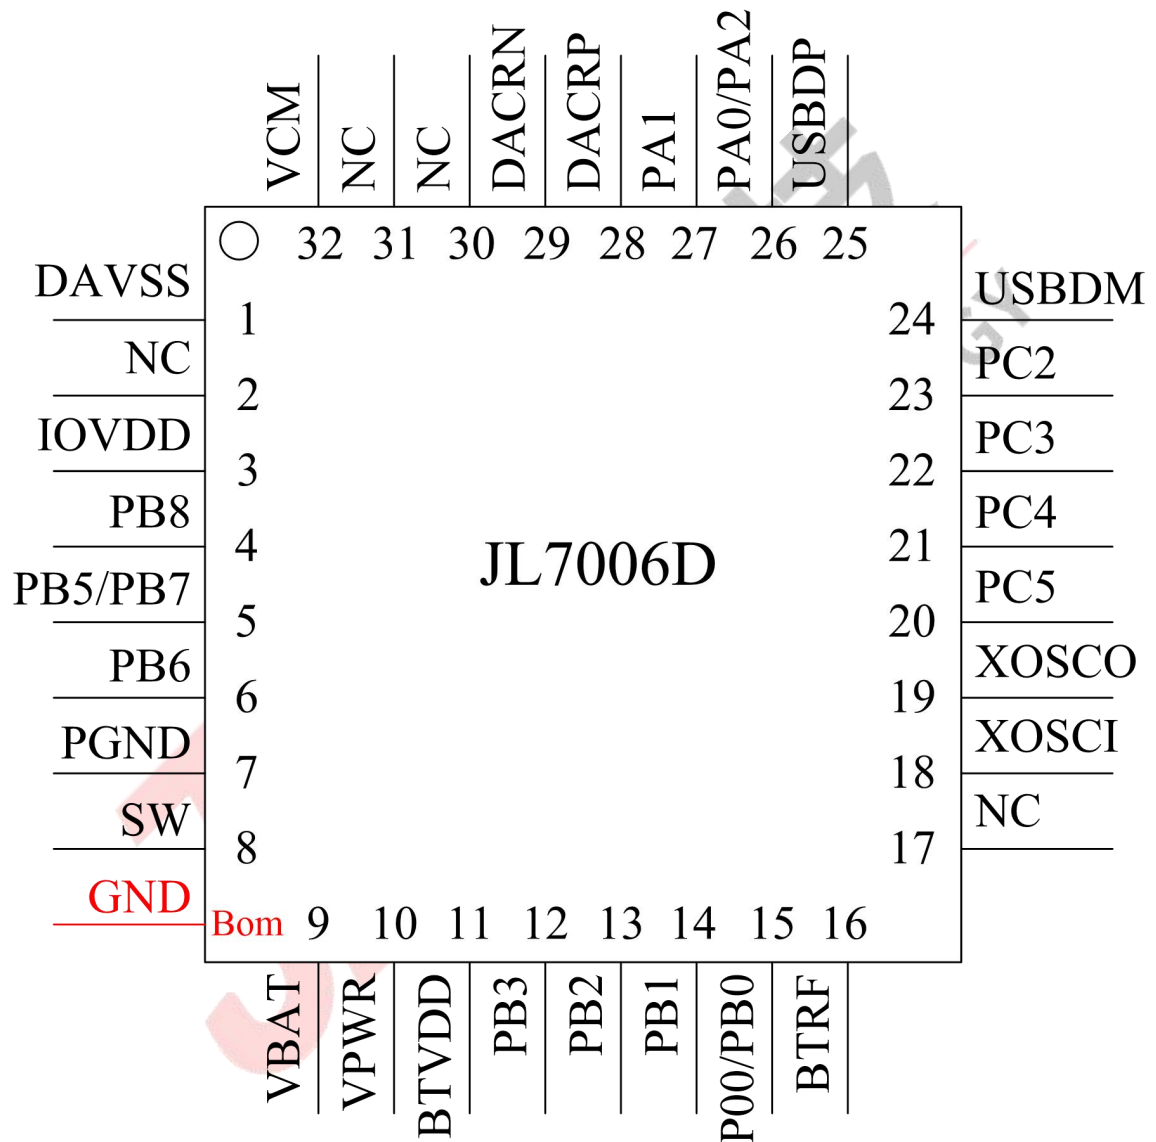 VCM
NC
NC
DACRN
DACRP
PA1
PA0/PA2
USBDP
32 31 30 29 28 27 26 25
DAVSS 1
NC 2
IOVDD 3
PB8 4
PB5/PB7 5
PB6 6
PGND 7
SW 8
GND Bom
JL7006D
24 USBDM
23 PC2
22 PC3
21 PC4
20 PC5
19 XOSCO
18 XOSCI
17 NC
9 10 11 12 13 14 15 16
VBAT
VPWR
BTVDD
PB3
PB2
PB1
P00/PB0
BTRF